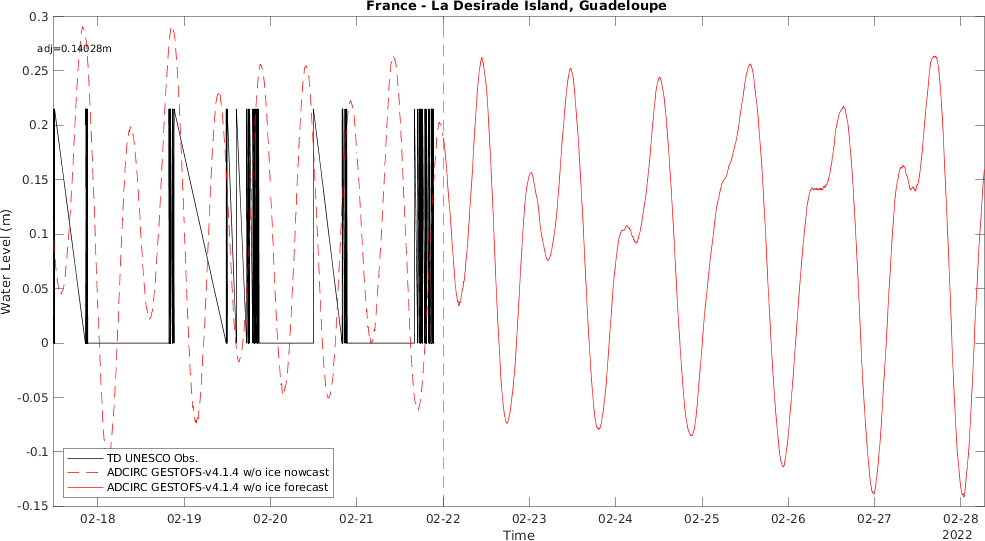 France - La Desirade Island, Guadeloupe
adj=0.14028m
0.3
0.25
0.2
0.15
0.1
0.05
0
-0.05
-0.1
-0.15
Water Level (m)
TD UNESCO Obs.
ADCIRC GESTOFS-v4.1.4 w/o ice nowcast
ADCIRC GESTOFS-v4.1.4 w/o ice forecast
02-18 02-19 02-20 02-21 02-22 02-23 02-24 02-25 02-26 02-27 02-28
2022
Time